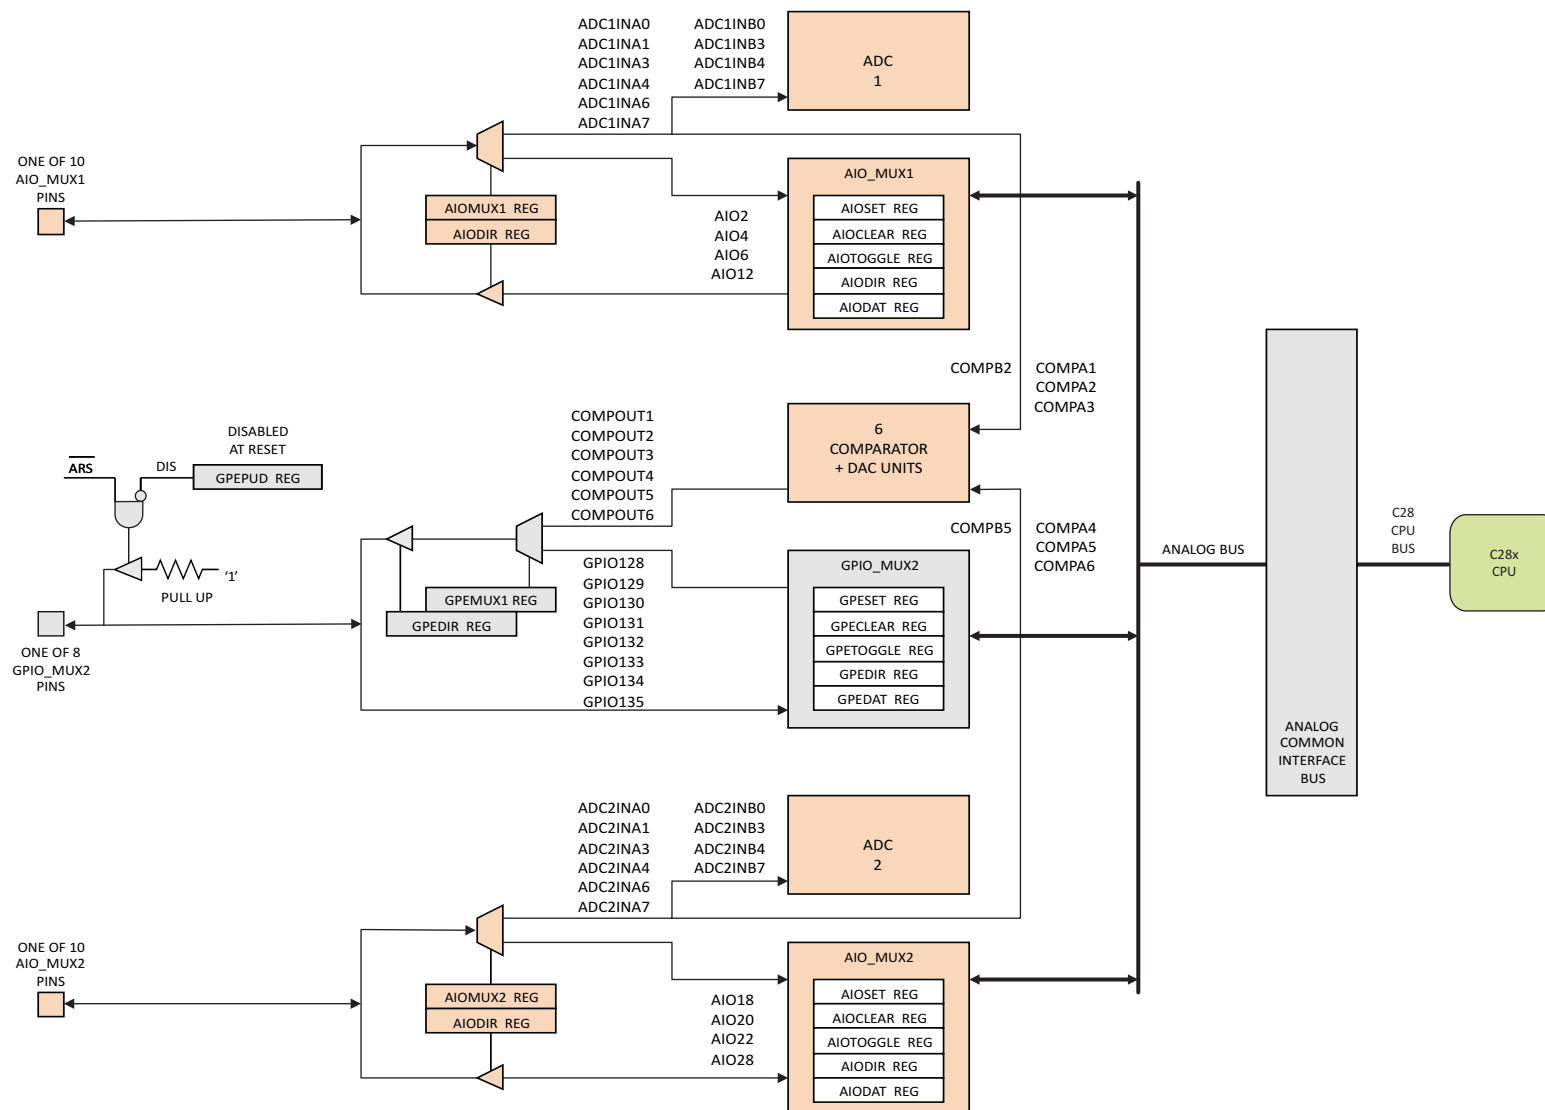 ADC1INA0
ADC1INA1
ADC1INA3
ADC1INA4
ADC1INA6
ADC1INA7
ADC1INB0
ADC1INB3
ADC1INB4
ADC1INB7
ADC
1
ONE OF 10
AIO_MUX1
PINS
AIOMUX1 REG
AIODIR REG
AIO2
AIO4
AIO6
AIO12
AIO_MUX1
AIOSET REG
AIOCLEAR REG
AIOTOGGLE REG
AIODIR REG
AIODAT REG
COMPB2
COMPA1
COMPA2
COMPA3
DISABLED
AT RESET
ARS
DIS
GPEPUD REG
'1'
PULL UP
ONE OF 8
GPIO_MUX2
PINS
COMPOUT1
COMPOUT2
COMPOUT3
COMPOUT4
COMPOUT5
COMPOUT6
6
COMPARATOR
+ DAC UNITS
GPEMUX1 REG
GPEDIR REG
GPIO128
GPIO129
GPIO130
GPIO131
GPIO132
GPIO133
GPIO134
GPIO135
GPIO_MUX2
GPESET REG
GPECLEAR REG
GPETOGGLE REG
GPEDIR REG
GPEDAT REG
COMPB5
COMPA4
COMPA5
COMPA6
ANALOG BUS
ANALOG
COMMON
INTERFACE
BUS
C28
CPU
BUS
C28x
CPU
ADC2INA0
ADC2INA1
ADC2INA3
ADC2INA4
ADC2INA6
ADC2INA7
ADC2INB0
ADC2INB3
ADC2INB4
ADC2INB7
ADC
2
ONE OF 10
AIO_MUX2
PINS
AIOMUX2 REG
AIODIR REG
AIO18
AIO20
AIO22
AIO28
AIO_MUX2
AIOSET REG
AIOCLEAR REG
AIOTOGGLE REG
AIODIR REG
AIODAT REG